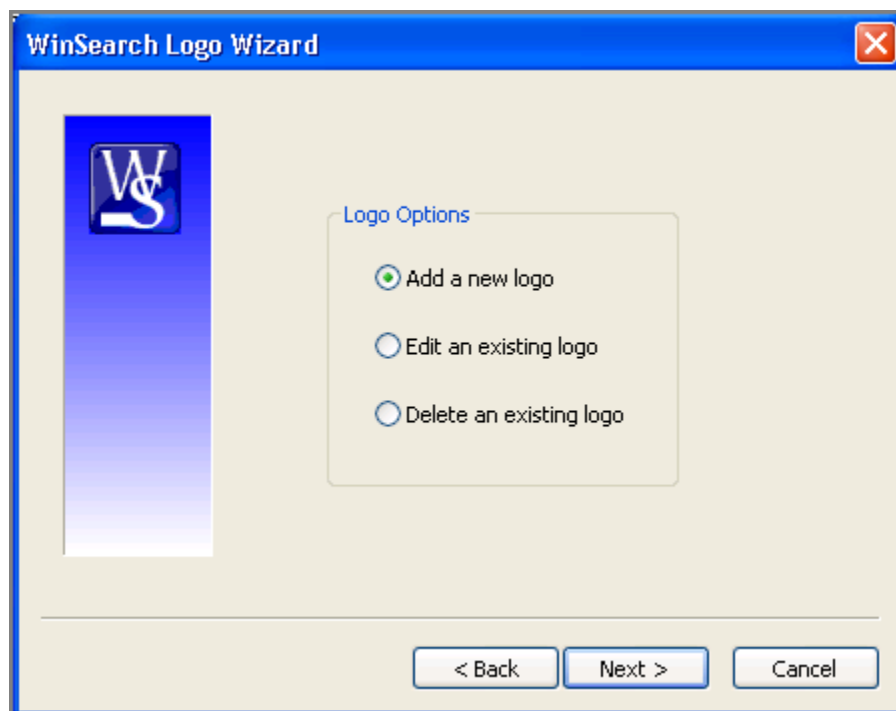 WinSearch Logo Wizard
WS
Logo Options
Add a new logo
Edit an existing logo
Delete an existing logo
< Back Next > Cancel